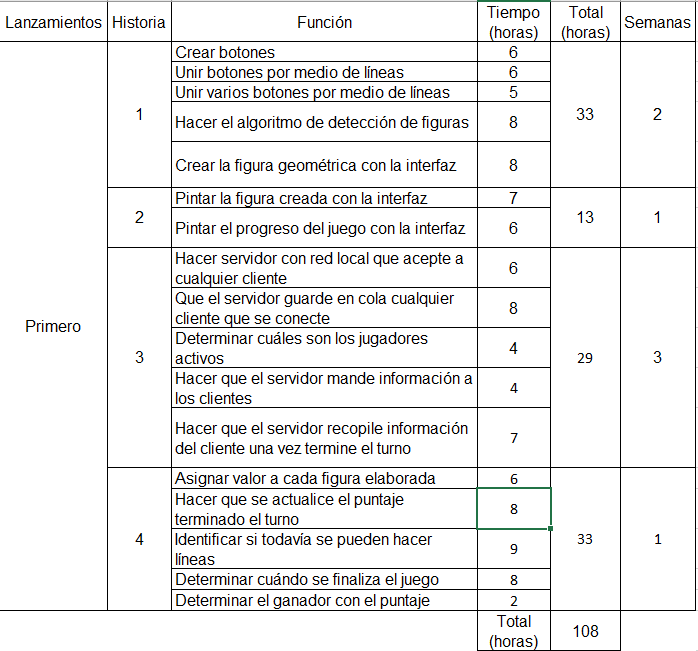 Lanzamientos Historia Función Tiempo (horas) Total (horas) Semanas
Primero
1
Crear botones 6
Unir botones por medio de líneas 6
Unir varios botones por medio de líneas 5
Hacer el algoritmo de detección de figuras 8
Crear la figura geométrica con la interfaz 8
33 2
2
Pintar la figura creada con la interfaz 7
Pintar el progreso del juego con la interfaz 6
13 1
3
Hacer servidor con red local que acepte a
cualquier cliente 6
Que el servidor guarde en cola cualquier
cliente que se conecte 8
Determinar cuáles son los jugadores
activos 4
Hacer que el servidor mande información a
los clientes 4
Hacer que el servidor recopile información
del cliente una vez termine el turno 7
29 3
4
Asignar valor a cada figura elaborada 6
Hacer que se actualice el puntaje
terminado el turno 8
Identificar si todavía se pueden hacer
líneas 9
Determinar cuándo se finaliza el juego 8
Determinar el ganador con el puntaje 2
33 1
Total
(horas) 108